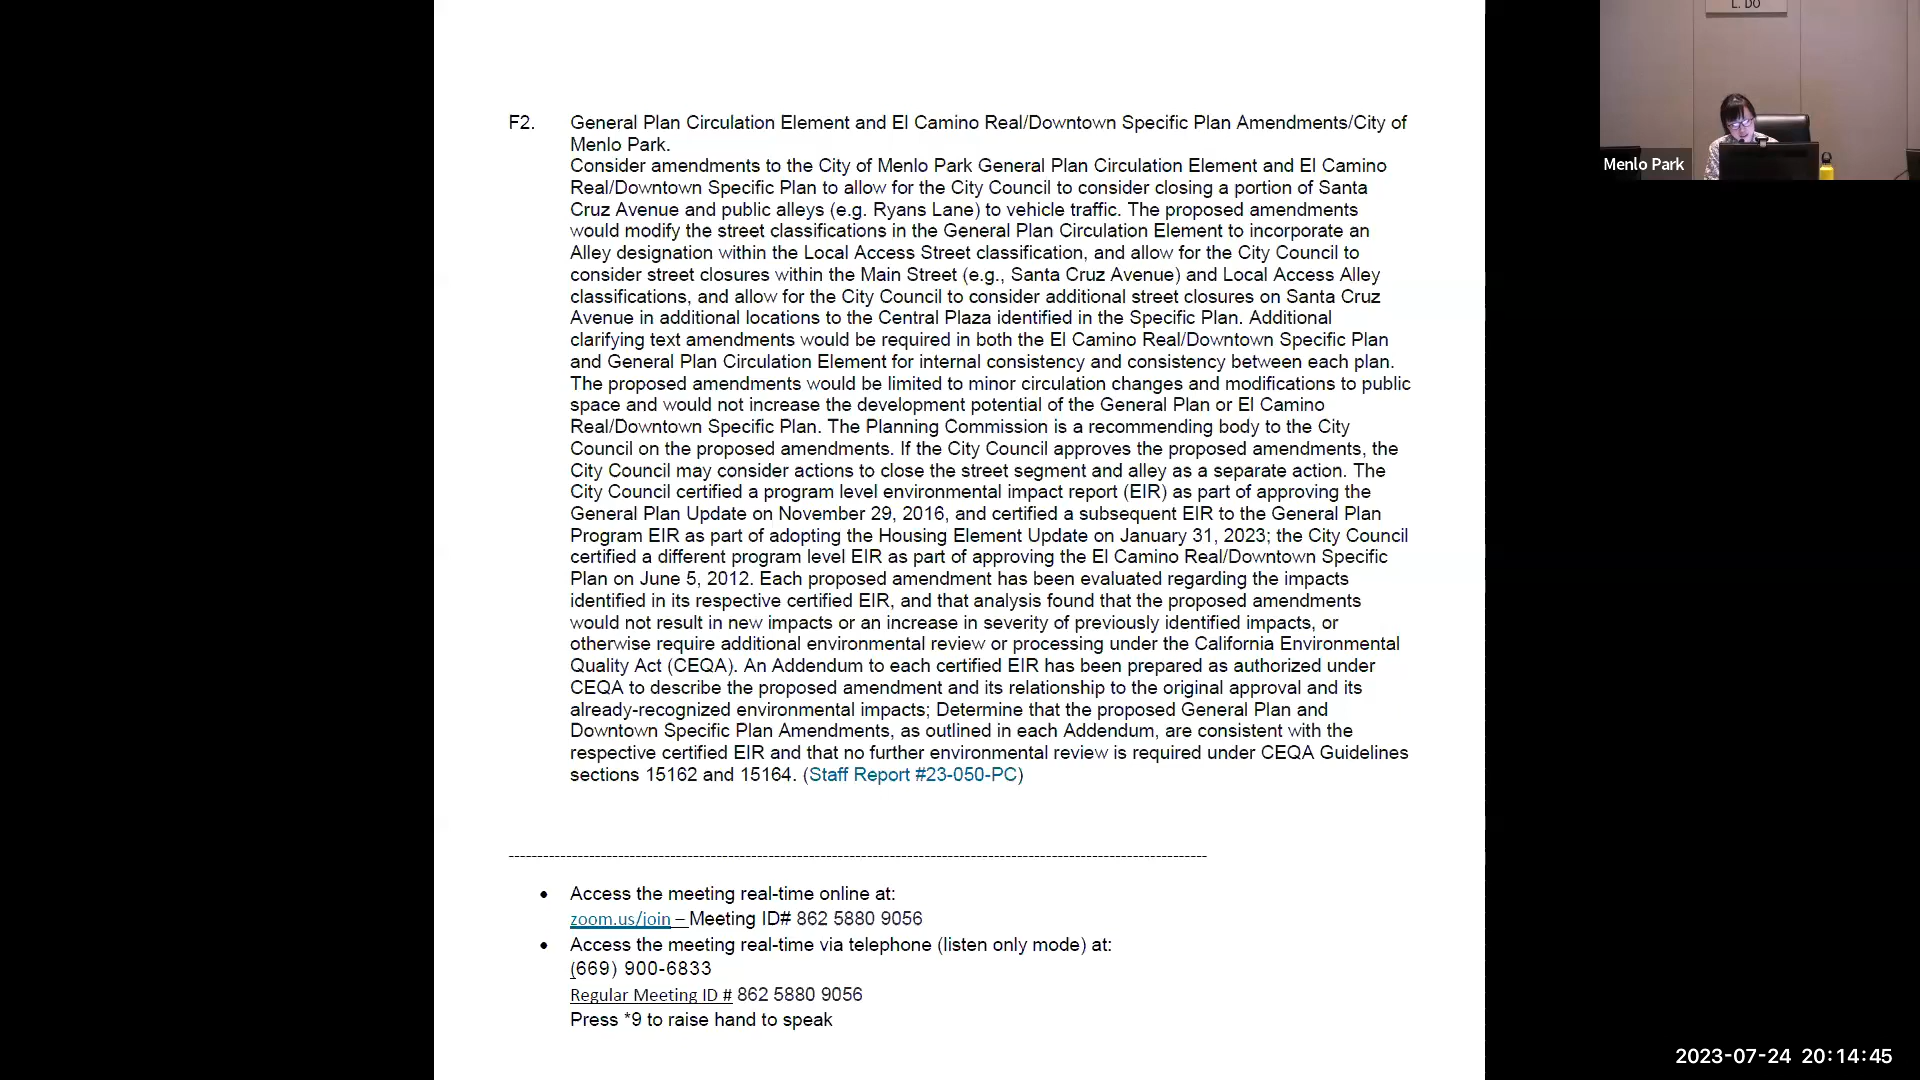 L. DO
Menlo Park
F2. General Plan Circulation Element and El Camino Real/Downtown Specific Plan Amendments/City of
Menlo Park.
Consider amendments to the City of Menlo Park General Plan Circulation Element and El Camino
Real/Downtown Specific Plan to allow for the City Council to consider closing a portion of Santa
Cruz Avenue and public alleys (e.g. Ryans Lane) to vehicle traffic. The proposed amendments
would modify the street classifications in the General Plan Circulation Element to incorporate an
Alley designation within the Local Access Street classification, and allow for the City Council to
consider street closures within the Main Street (e.g., Santa Cruz Avenue) and Local Access Alley
classifications, and allow for the City Council to consider additional street closures on Santa Cruz
Avenue in additional locations to the Central Plaza identified in the Specific Plan. Additional
clarifying text amendments would be required in both the El Camino Real/Downtown Specific Plan
and General Plan Circulation Element for internal consistency and consistency between each plan.
The proposed amendments would be limited to minor circulation changes and modifications to public
space and would not increase the development potential of the General Plan or El Camino
Real/Downtown Specific Plan. The Planning Commission is a recommending body to the City
Council on the proposed amendments. If the City Council approves the proposed amendments, the
City Council may consider actions to close the street segment and alley as a separate action. The
City Council certified a program level environmental impact report (EIR) as part of approving the
General Plan Update on November 29, 2016, and certified a subsequent EIR to the General Plan
Program EIR as part of adopting the Housing Element Update on January 31, 2023; the City Council
certified a different program level EIR as part of approving the El Camino Real/Downtown Specific
Plan on June 5, 2012. Each proposed amendment has been evaluated regarding the impacts
identified in its respective certified EIR, and that analysis found that the proposed amendments
would not result in new impacts or an increase in severity of previously identified impacts, or
otherwise require additional environmental review or processing under the California Environmental
Quality Act (CEQA). An Addendum to each certified EIR has been prepared as authorized under
CEQA to describe the proposed amendment and its relationship to the original approval and its
already-recognized environmental impacts; Determine that the proposed General Plan and
Downtown Specific Plan Amendments, as outlined in each Addendum, are consistent with the
respective certified EIR and that no further environmental review is required under CEQA Guidelines
sections 15162 and 15164. (Staff Report #23-050-PC)
• Access the meeting real-time online at:
zoom.us/join – Meeting ID# 862 5880 9056
• Access the meeting real-time via telephone (listen only mode) at:
(669) 900-6833
Regular Meeting ID # 862 5880 9056
Press *9 to raise hand to speak
2023-07-24 20:14:45